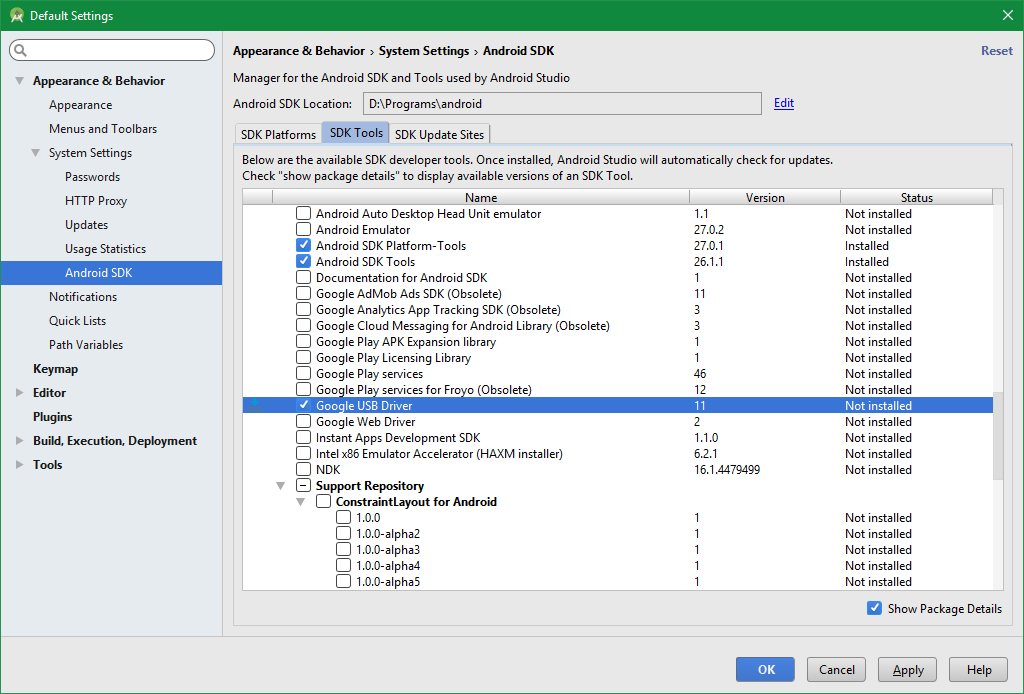 Default Settings
Appearance & Behavior
Appearance
Menus and Toolbars
System Settings
Passwords
HTTP Proxy
Updates
Usage Statistics
Android SDK
Notifications
Quick Lists
Path Variables
Keymap
Editor
Plugins
Build, Execution, Deployment
Tools
Appearance & Behavior › System Settings › Android SDK
Reset
Manager for the Android SDK and Tools used by Android Studio
Android SDK Location: D:\Programs\android Edit
SDK Platforms SDK Tools SDK Update Sites
Below are the available SDK developer tools. Once installed, Android Studio will automatically check for updates.
Check "show package details" to display available versions of an SDK Tool.
Name Version Status
Android Auto Desktop Head Unit emulator 1.1 Not installed
Android Emulator 27.0.2 Not installed
Android SDK Platform-Tools 27.0.1 Installed
Android SDK Tools 26.1.1 Installed
Documentation for Android SDK 1 Not installed
Google AdMob Ads SDK (Obsolete) 11 Not installed
Google Analytics App Tracking SDK (Obsolete) 3 Not installed
Google Cloud Messaging for Android Library (Obsolete) 3 Not installed
Google Play APK Expansion library 1 Not installed
Google Play Licensing Library 1 Not installed
Google Play services 46 Not installed
Google Play services for Froyo (Obsolete) 12 Not installed
Google USB Driver 11 Not installed
Google Web Driver 2 Not installed
Instant Apps Development SDK 1.1.0 Not installed
Intel x86 Emulator Accelerator (HAXM installer) 6.2.1 Not installed
NDK 16.1.4479499 Not installed
Support Repository
ConstraintLayout for Android
1.0.0 1 Not installed
1.0.0-alpha2 1 Not installed
1.0.0-alpha3 1 Not installed
1.0.0-alpha4 1 Not installed
1.0.0-alpha5 1 Not installed
Show Package Details
OK Cancel Apply Help